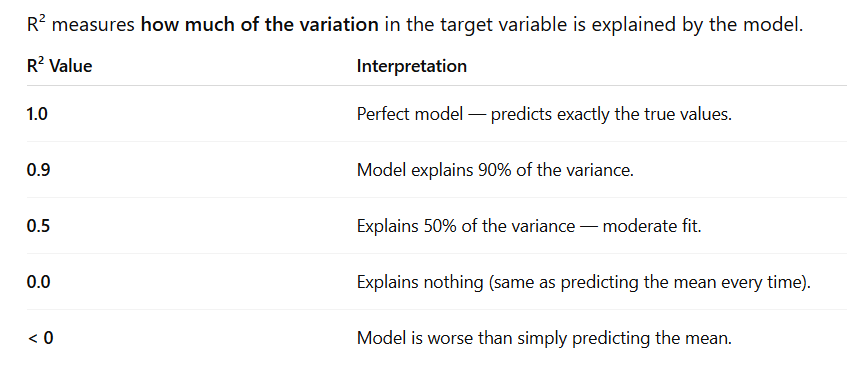 R² measures how much of the variation in the target variable is explained by the model.
R² Value Interpretation
1.0 Perfect model — predicts exactly the true values.
0.9 Model explains 90% of the variance.
0.5 Explains 50% of the variance — moderate fit.
0.0 Explains nothing (same as predicting the mean every time).
< 0 Model is worse than simply predicting the mean.